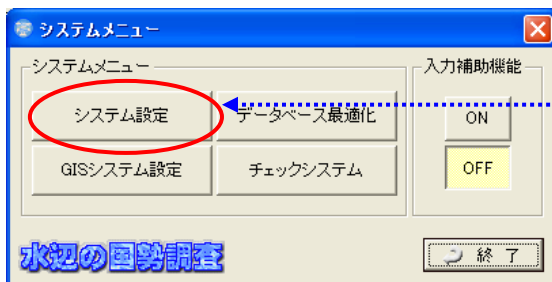 システムメニュー
システムメニュー
入力補助機能
システム設定
データベース最適化
ON
GISシステム設定
チェックシステム
OFF
水辺の国勢調査
終 了